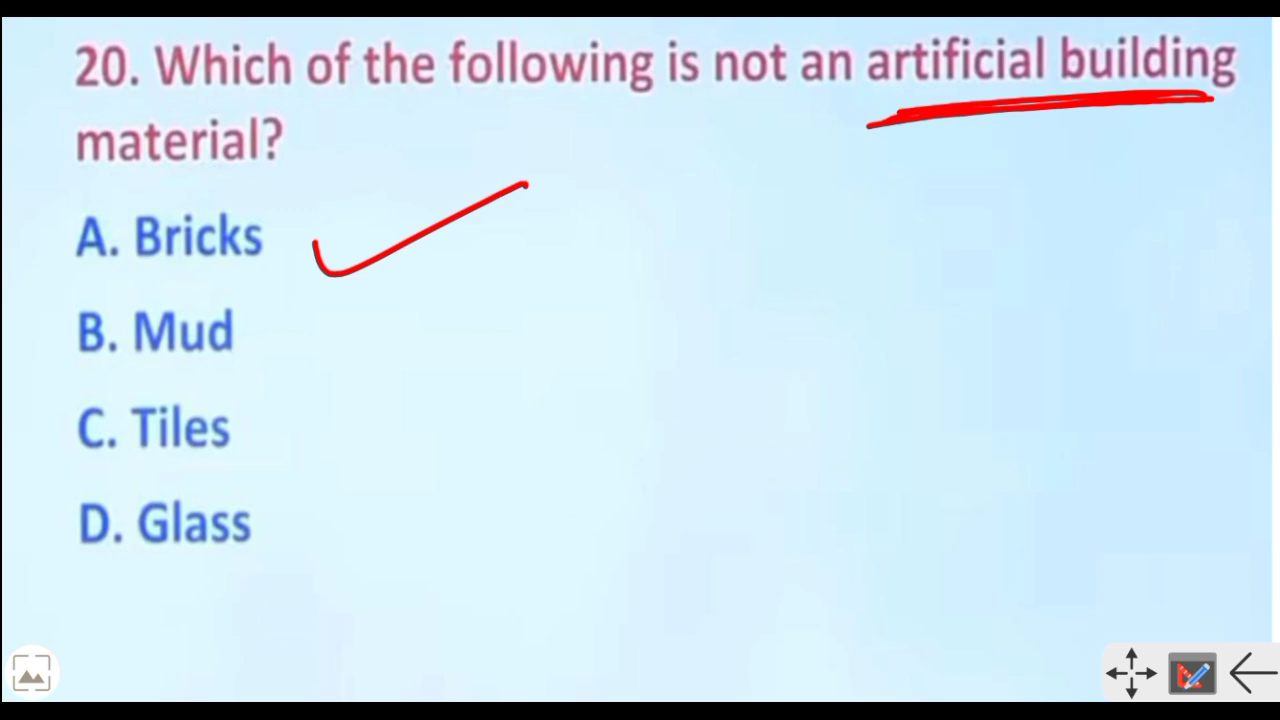 20. Which of the following is not an artificial building
material?
A. Bricks
B. Mud
C. Tiles
D. Glass